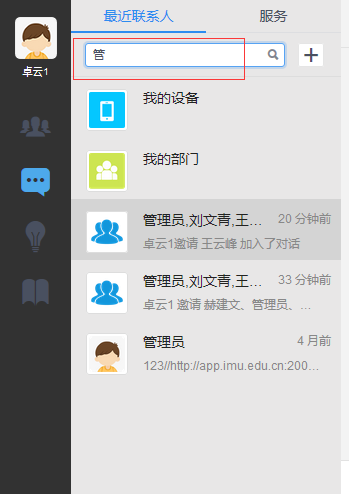 最近联系人 服务
管
卓云1
我的设备
我的部门
管理员,刘文青,王... 20 分钟前
卓云1邀请 王云峰 加入了对话
管理员,刘文青,王... 33 分钟前
卓云1 邀请 赫建文、管理员、...
管理员 4 月前
123//http://app.imu.edu.cn:200...